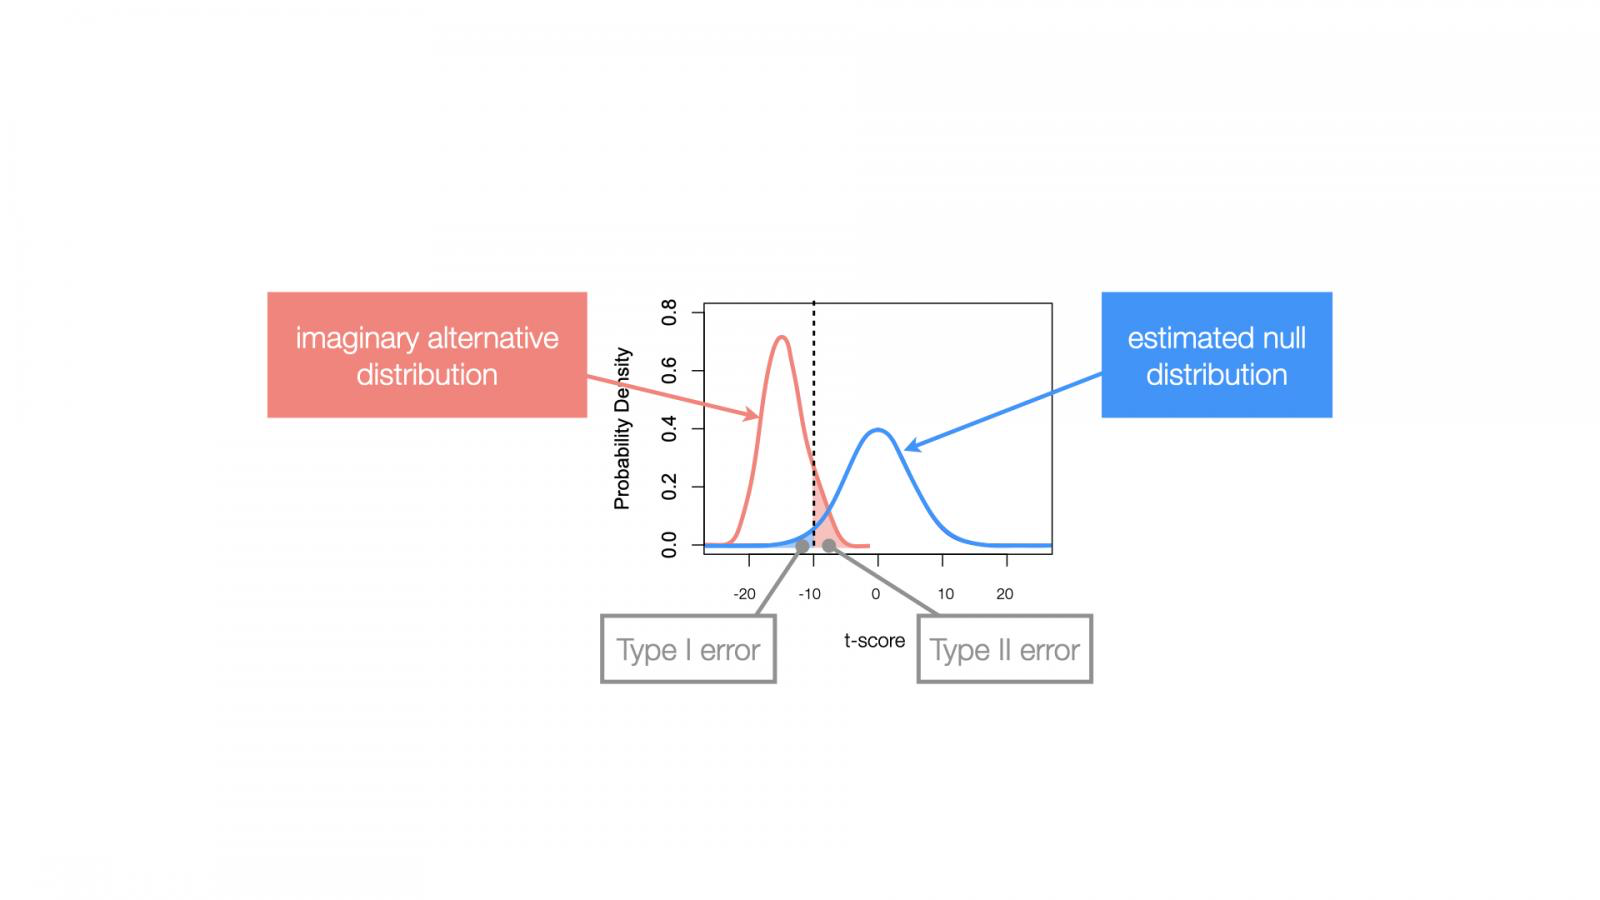 imaginary alternative
distribution
estimated null
distribution
Probability Density
0.8
0.6
0.4
0.2
0.0
-20
-10
0
10
20
t-score
Type I error
Type II error